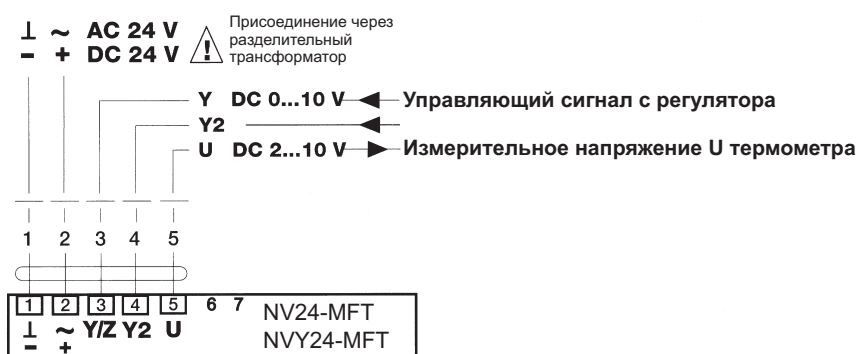 ⊥ ~ AC 24 V
– + DC 24 V
Присоединение через
разделительный
трансформатор
Y DC 0...10 V Управляющий сигнал с регулятора
Y2
U DC 2...10 V Измерительное напряжение U термометра
1 2 3 4 5
1 2 3 4 5 6 7 NV24-MFT
⊥ ~ Y/Z Y2 U
– + NVY24-MFT